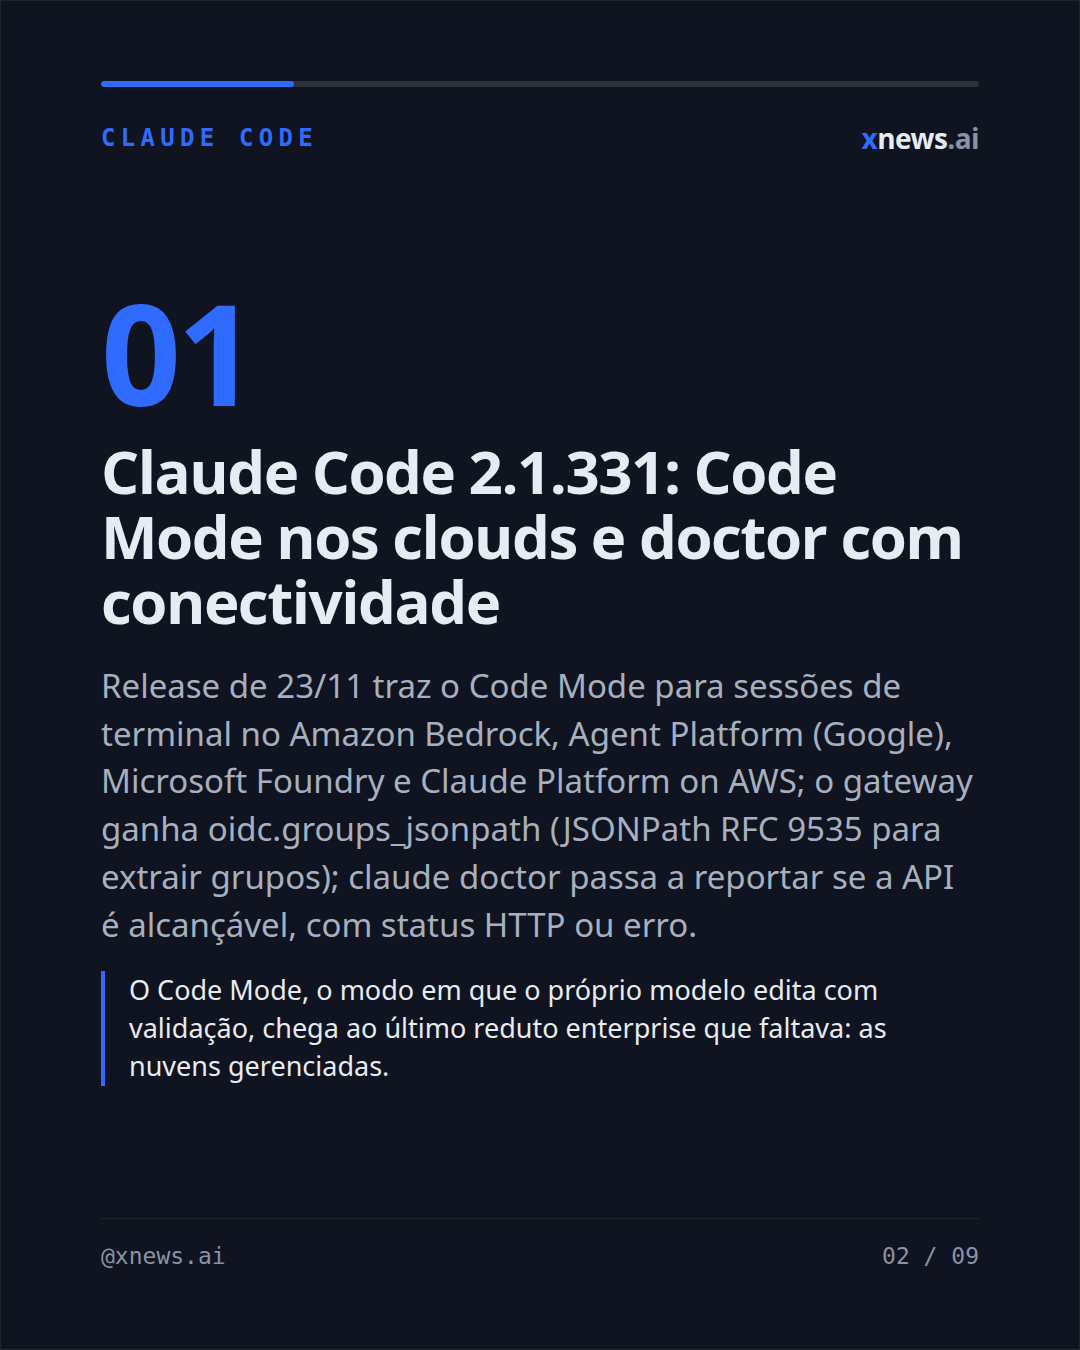 CLAUDE CODE
xnews.ai
01
Claude Code 2.1.331: Code
Mode nos clouds e doctor com
conectividade
Release de 23/11 traz o Code Mode para sessões de
terminal no Amazon Bedrock, Agent Platform (Google),
Microsoft Foundry e Claude Platform on AWS; o gateway
ganha oidc.groups_jsonpath (JSONPath RFC 9535 para
extrair grupos); claude doctor passa a reportar se a API
é alcançável, com status HTTP ou erro.
O Code Mode, o modo em que o próprio modelo edita com
validação, chega ao último reduto enterprise que faltava: as
nuvens gerenciadas.
@xnews.ai
02 / 09